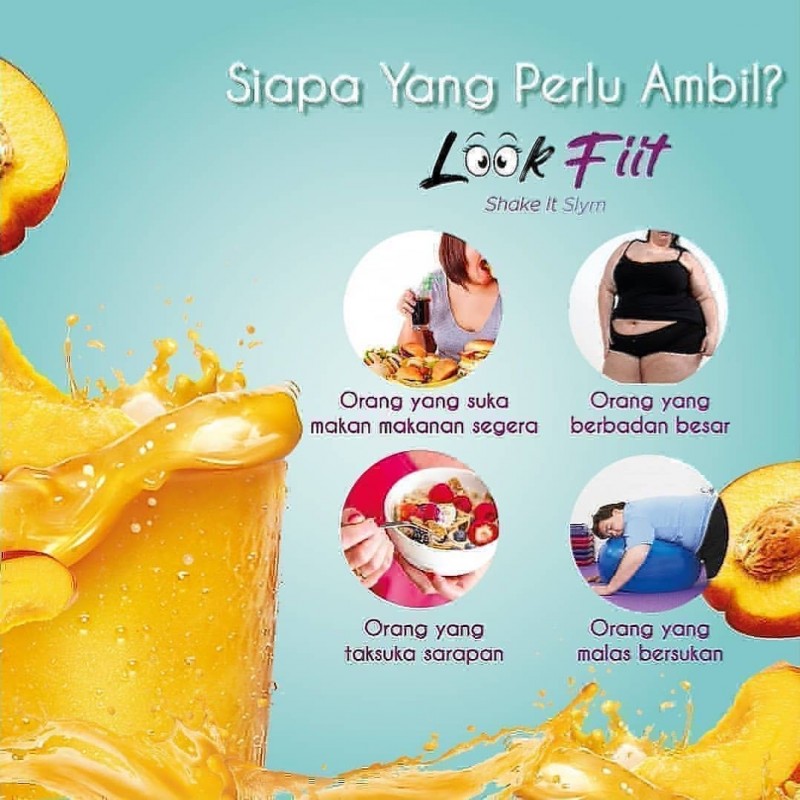 Siapa Yang Perlu Ambil?
Look Fiit
Shake It Slym
Orang yang suka
makan makanan segera
Orang yang
berbadan besar
Orang yang
taksuka sarapan
Orang yang
malas bersukan